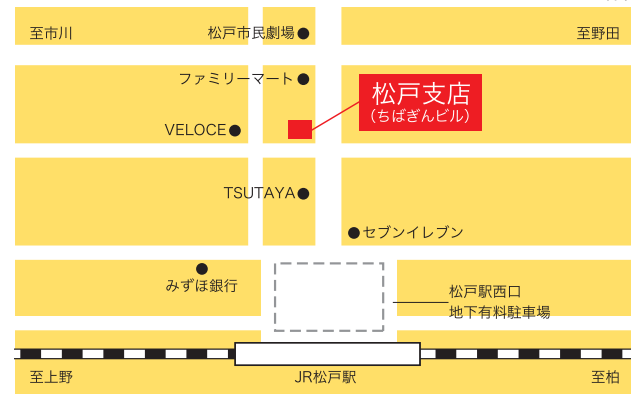 至市川
松戸市民劇場
至野田
ファミリーマート
松戸支店
(ちばぎんビル)
VELOCE
TSUTAYA
セブンイレブン
みずほ銀行
松戸駅西口
地下有料駐車場
至上野
JR松戸駅
至柏